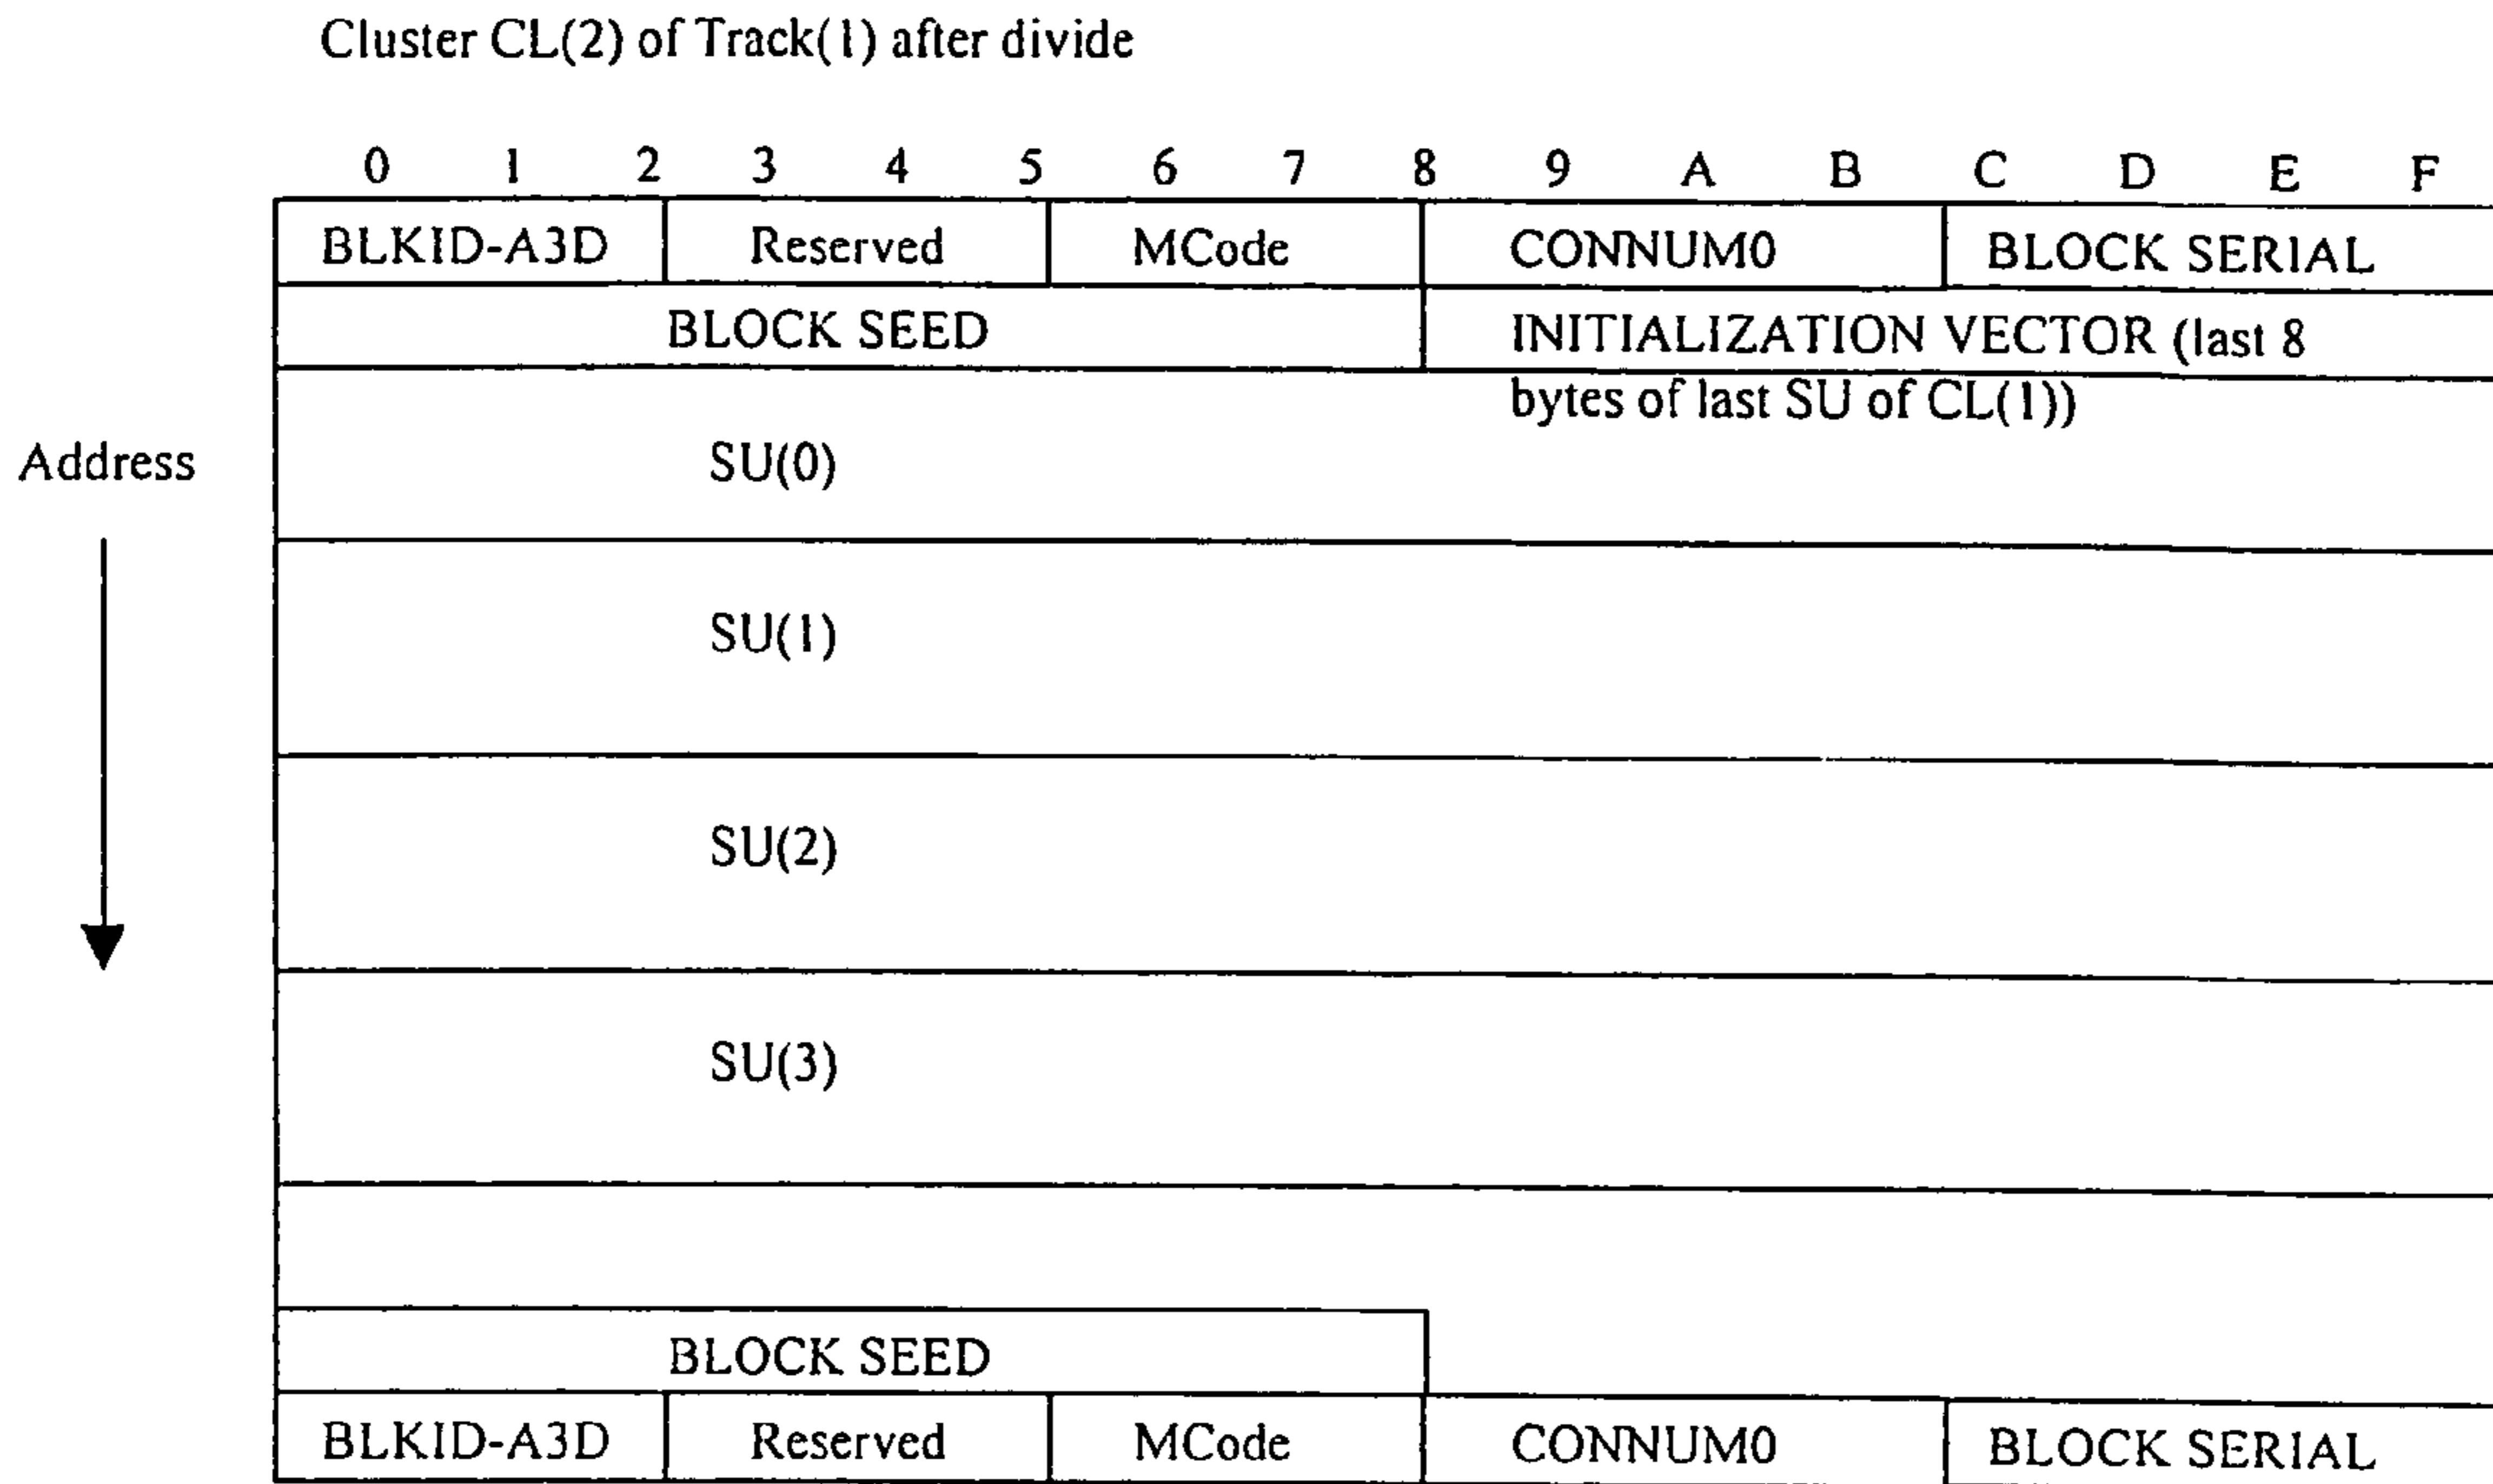 Cluster CL(2) of Track(1) after divide
0 1 2 3 4 5 6 7 8 9 A B C D E F
BLKID-A3D Reserved MCode CONNUM0 BLOCK SERIAL
BLOCK SEED INITIALIZATION VECTOR (last 8
bytes of last SU of CL(1))
Address
SU(0)
SU(1)
SU(2)
SU(3)
BLOCK SEED
BLKID-A3D Reserved MCode CONNUM0 BLOCK SERIAL